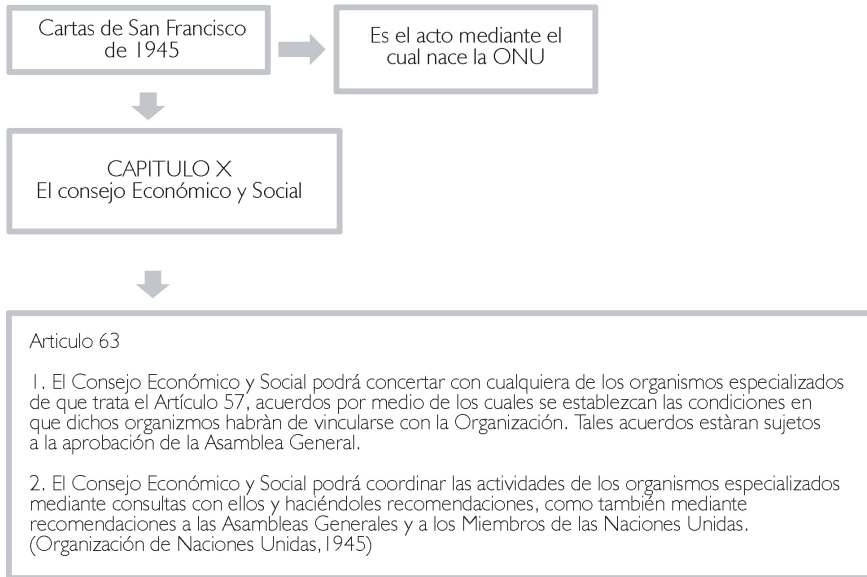 Cartas de San Francisco
de 1945
Es el acto mediante el
cual nace la ONU
CAPITULO X
El consejo Económico y Social
Articulo 63
1. El Consejo Económico y Social podrá concertar con cualquiera de los organismos especializados
de que trata el Artículo 57, acuerdos por medio de los cuales se establezcan las condiciones en
que dichos organizmos habràn de vincularse con la Organización. Tales acuerdos estàran sujetos
a la aprobación de la Asamblea General.
2. El Consejo Económico y Social podrá coordinar las actividades de los organismos especializados
mediante consultas con ellos y haciéndoles recomendaciones, como también mediante
recomendaciones a las Asambleas Generales y a los Miembros de las Naciones Unidas.
(Organización de Naciones Unidas,1945)